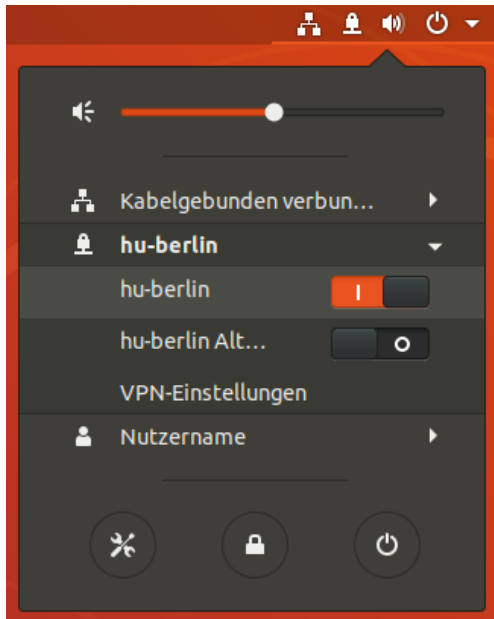 Kabelgebunden verbun...
hu-berlin
hu-berlin
hu-berlin Alt...
VPN-Einstellungen
Nutzername